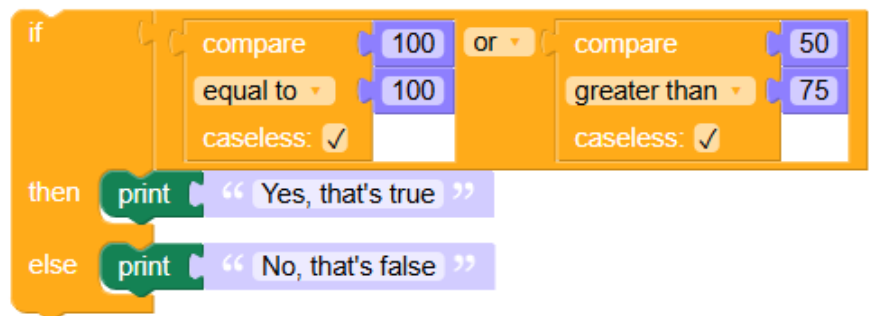 if compare 100 or compare 50
equal to 100 greater than 75
caseless: ✓ caseless: ✓
then print “ Yes, that's true ”
else print “ No, that's false ”